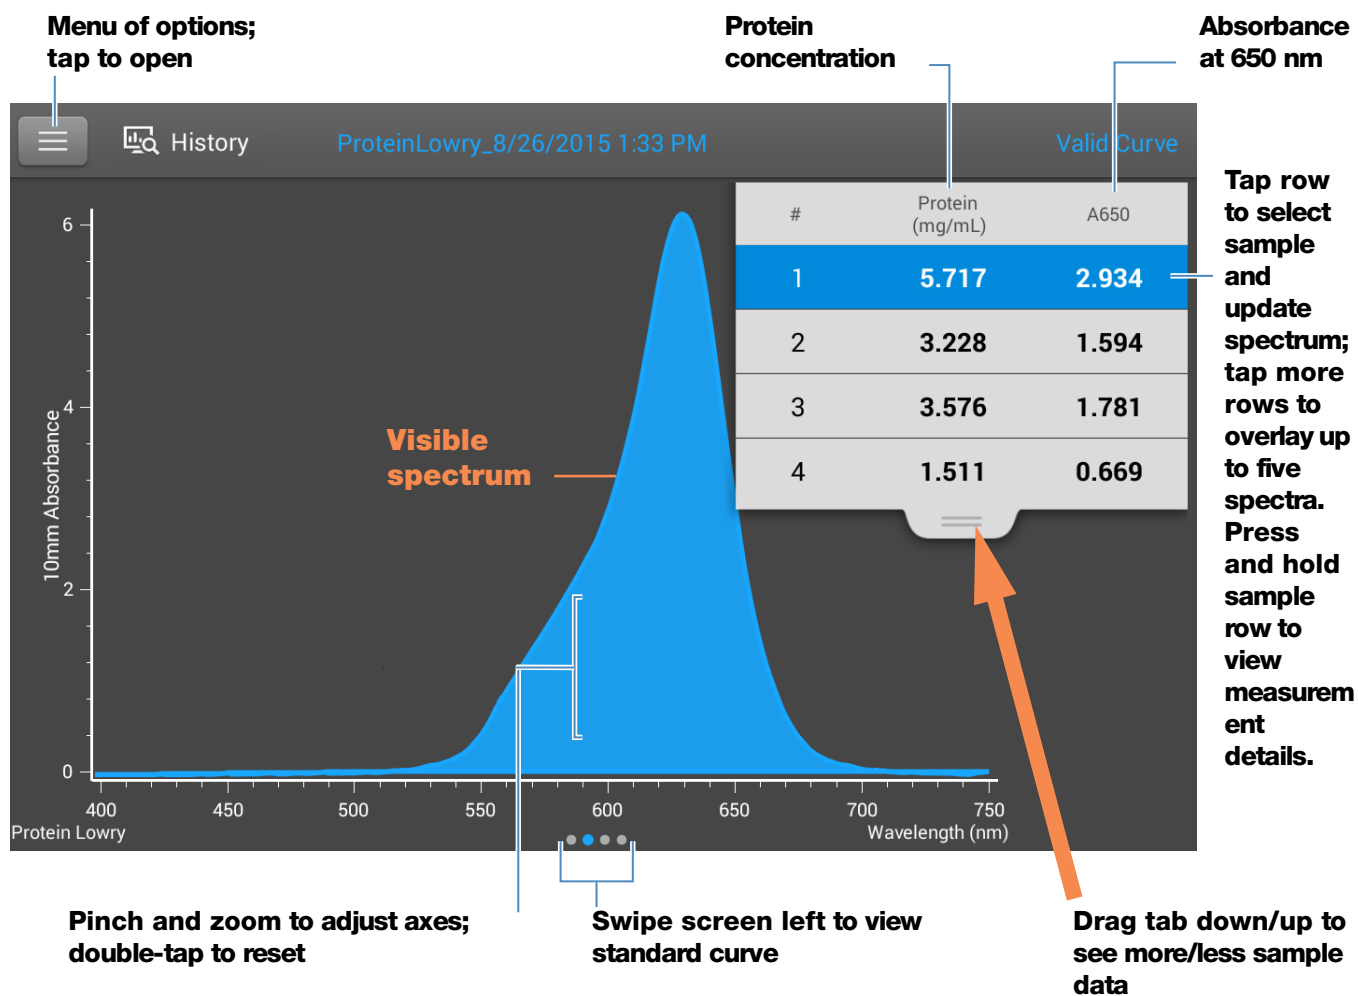 Menu of options;
tap to open
Protein
concentration
Absorbance
at 650 nm
History
ProteinLowry_8/26/2015 1:33 PM
Valid Curve
# Protein (mg/mL) A650
1 5.717 2.934
2 3.228 1.594
3 3.576 1.781
4 1.511 0.669
Tap row
to select
sample
and
update
spectrum;
tap more
rows to
overlay up
to five
spectra.
Press
and hold
sample
row to
view
measurem
ent
details.
Visible
spectrum
10mm Absorbance
6
4
2
0
400 450 500 550 600 650 700 750
Protein Lowry
Wavelength (nm)
Pinch and zoom to adjust axes;
double-tap to reset
Swipe screen left to view
standard curve
Drag tab down/up to
see more/less sample
data